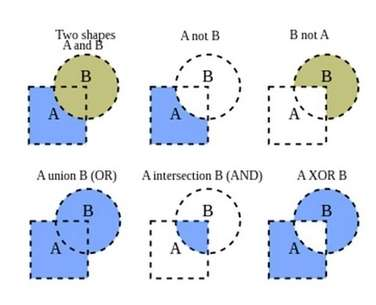 Two shapes
A and B
A not B
B not A
B
A
B
A
B
A
A union B (OR)
A intersection B (AND)
A XOR B
B
A
B
A
B
A